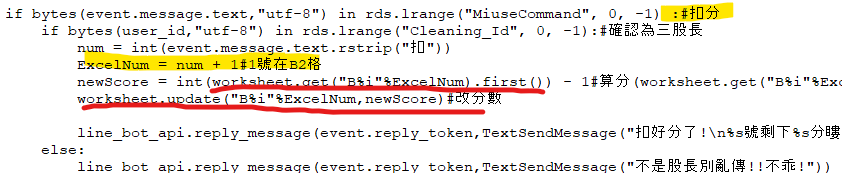 if bytes(event.message.text,"utf-8") in rds.lrange("MiuseCommand", 0, -1) :#扣分
if bytes(user_id,"utf-8") in rds.lrange("Cleaning_Id", 0, -1):#確認為三股長
num = int(event.message.text.rstrip("扣"))
ExcelNum = num + 1#1號在B2格
newScore = int(worksheet.get("B%i"%ExcelNum).first()) - 1#算分(worksheet.get("B%i"%Exce
worksheet.update("B%i"%ExcelNum,newScore)#改分數
line_bot_api.reply_message(event.reply_token,TextSendMessage("扣好分了!\n%s號剩下%s分瞜
else:
line_bot_api.reply_message(event.reply_token,TextSendMessage("不是股長別亂傳!!不乖!"))